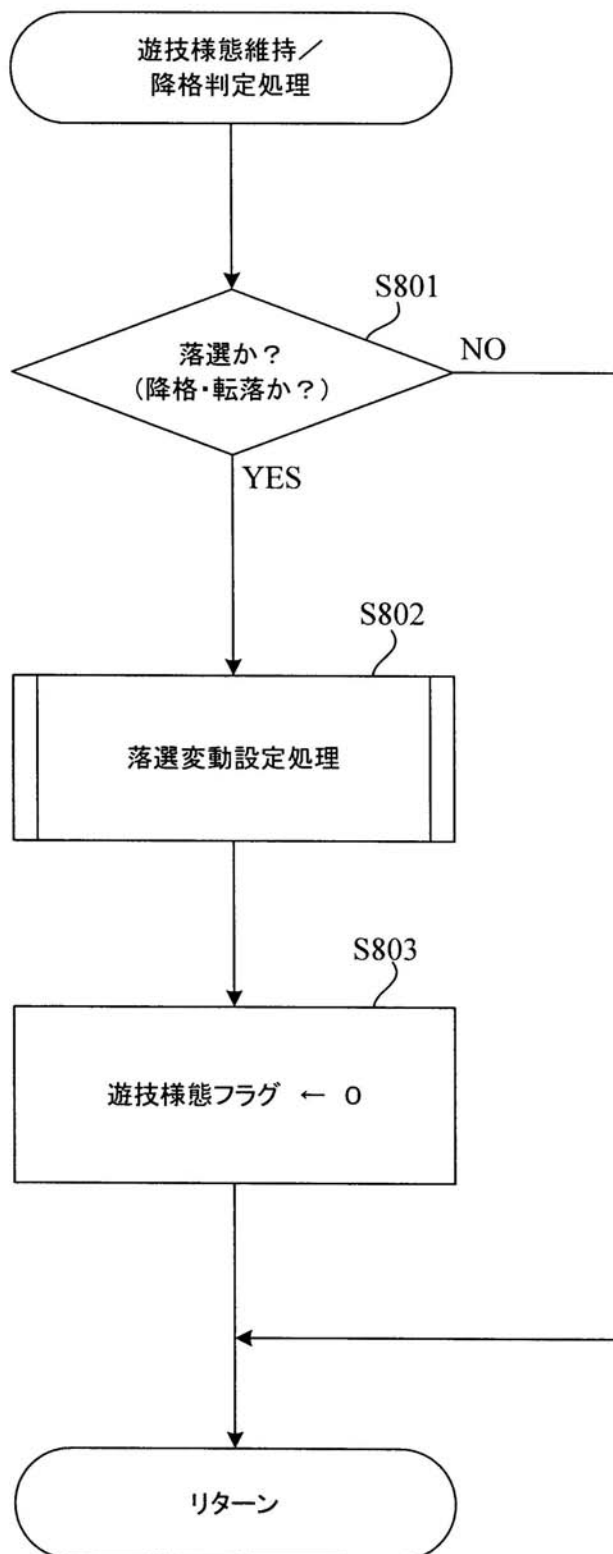 遊技様態維持／
降格判定処理
S801
落選か？
（降格・転落か？）
NO
YES
S802
落選変動設定処理
S803
遊技様態フラグ ← 0
リターン